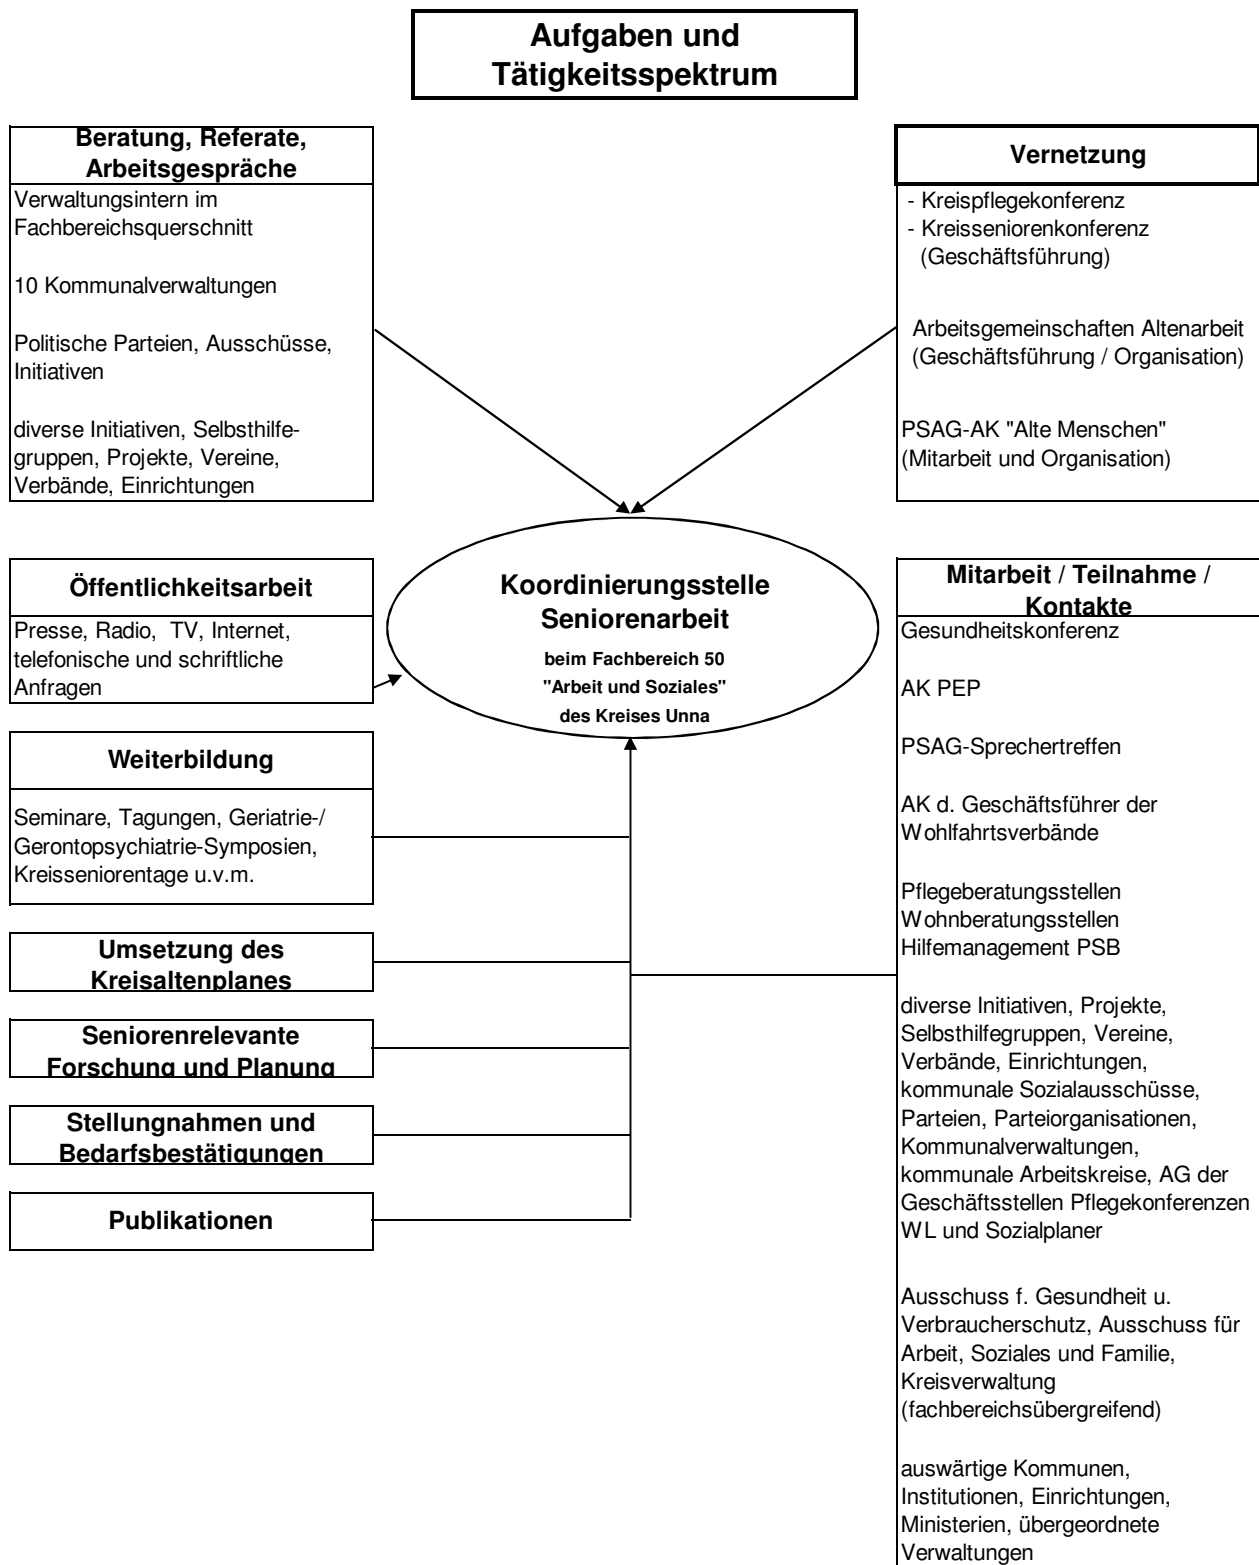 Aufgaben und
Tätigkeitsspektrum
Beratung, Referate,
Arbeitsgespräche
Verwaltungsintern im
Fachbereichsquerschnitt
10 Kommunalverwaltungen
Politische Parteien, Ausschüsse,
Initiativen
diverse Initiativen, Selbsthilfe-
gruppen, Projekte, Vereine,
Verbände, Einrichtungen
Vernetzung
- Kreispflegekonferenz
- Kreisseniorenkonferenz
(Geschäftsführung)
Arbeitsgemeinschaften Altenarbeit
(Geschäftsführung / Organisation)
PSAG-AK "Alte Menschen"
(Mitarbeit und Organisation)
Koordinierungsstelle
Seniorenarbeit
beim Fachbereich 50
"Arbeit und Soziales"
des Kreises Unna
Öffentlichkeitsarbeit
Presse, Radio, TV, Internet,
telefonische und schriftliche
Anfragen
Weiterbildung
Seminare, Tagungen, Geriatrie-/
Gerontopsychiatrie-Symposien,
Kreisseniorentage u.v.m.
Umsetzung des
Kreisaltenplanes
Seniorenrelevante
Forschung und Planung
Stellungnahmen und
Bedarfsbestätigungen
Publikationen
Mitarbeit / Teilnahme /
Kontakte
Gesundheitskonferenz
AK PEP
PSAG-Sprechertreffen
AK d. Geschäftsführer der
Wohlfahrtsverbände
Pflegeberatungsstellen
Wohnberatungsstellen
Hilfemanagement PSB
diverse Initiativen, Projekte,
Selbsthilfegruppen, Vereine,
Verbände, Einrichtungen,
kommunale Sozialausschüsse,
Parteien, Parteiorganisationen,
Kommunalverwaltungen,
kommunale Arbeitskreise, AG der
Geschäftsstellen Pflegekonferenzen
WL und Sozialplaner
Ausschuss f. Gesundheit u.
Verbraucherschutz, Ausschuss für
Arbeit, Soziales und Familie,
Kreisverwaltung
(fachbereichsübergreifend)
auswärtige Kommunen,
Institutionen, Einrichtungen,
Ministerien, übergeordnete
Verwaltungen